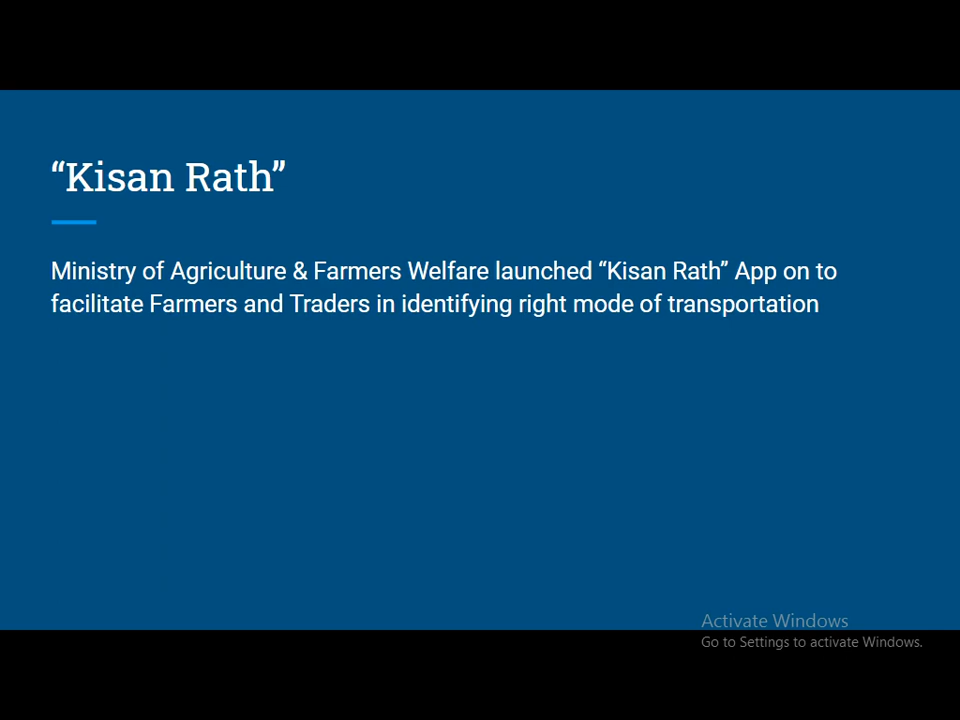 “Kisan Rath”
Ministry of Agriculture & Farmers Welfare launched “Kisan Rath” App on to
facilitate Farmers and Traders in identifying right mode of transportation
Activate Windows
Go to Settings to activate Windows.